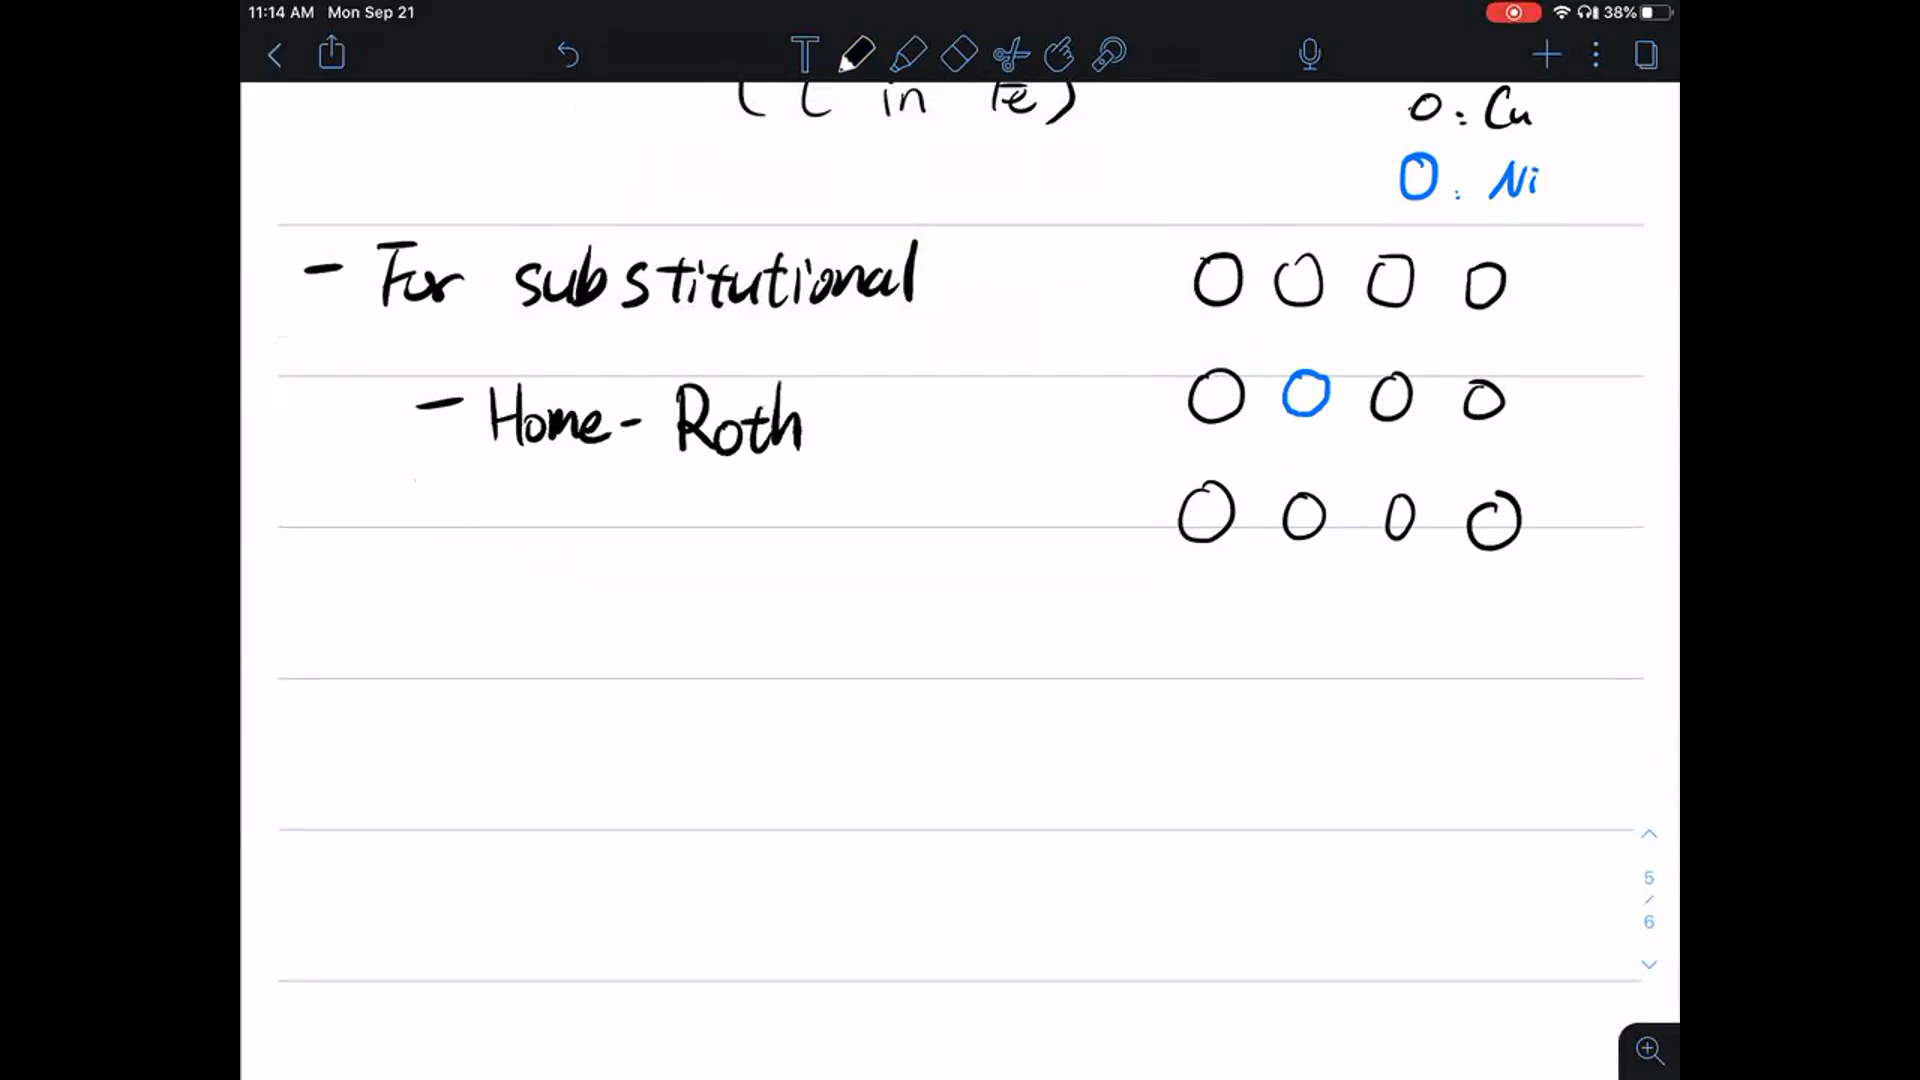 11:14 AM Mon Sep 21
38%
(C in Fe)
O : Cu
O : Ni
- For substitutional
- Home - Roth
5
/
6